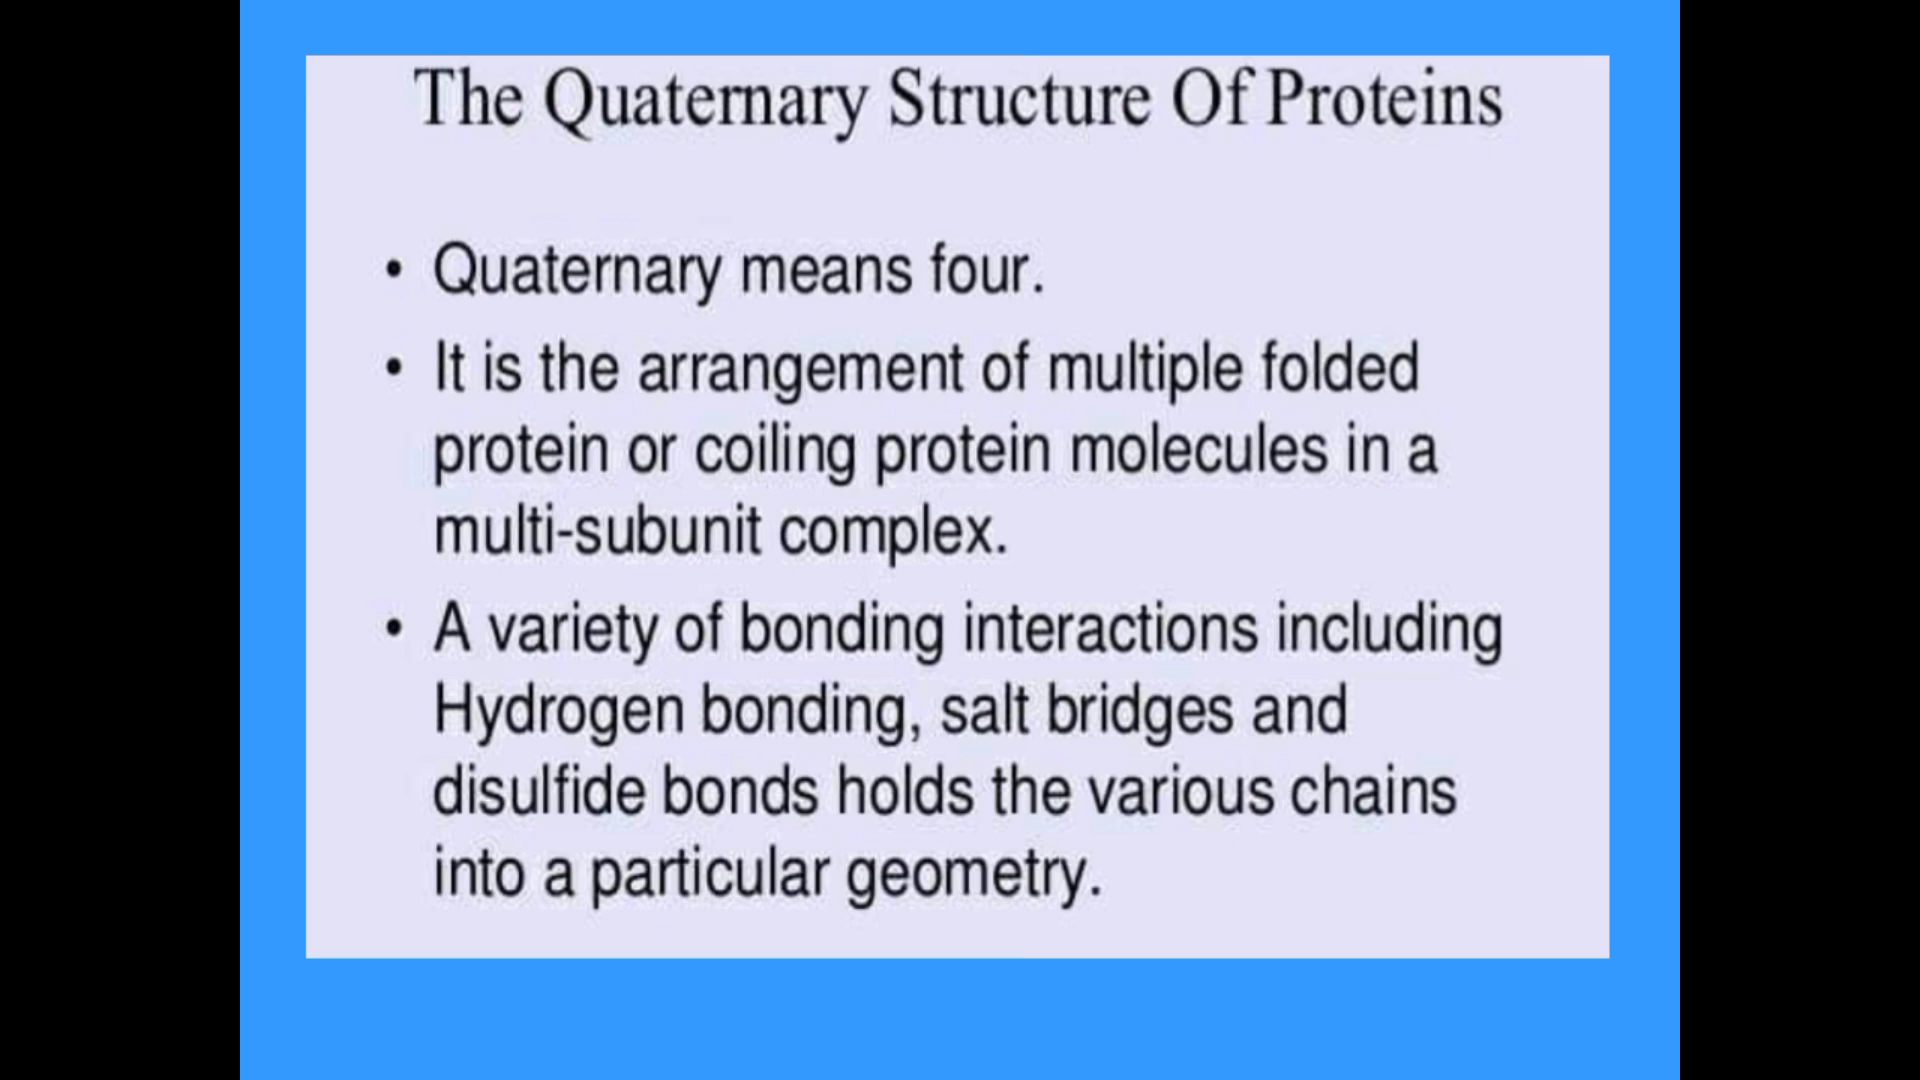 The Quaternary Structure Of Proteins
• Quaternary means four.
• It is the arrangement of multiple folded
protein or coiling protein molecules in a
multi-subunit complex.
• A variety of bonding interactions including
Hydrogen bonding, salt bridges and
disulfide bonds holds the various chains
into a particular geometry.